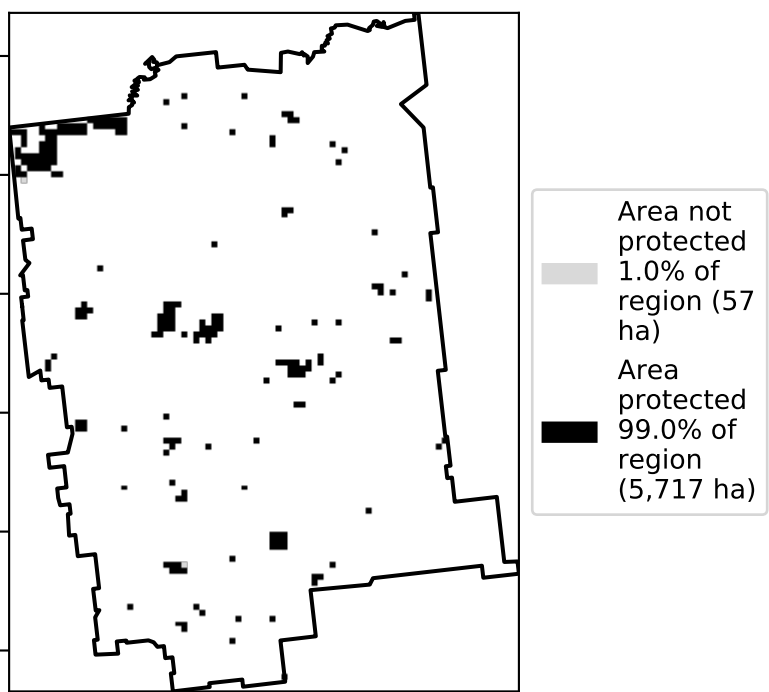 Area not
protected
1.0% of
region (57
ha)
Area
protected
99.0% of
region
(5,717 ha)